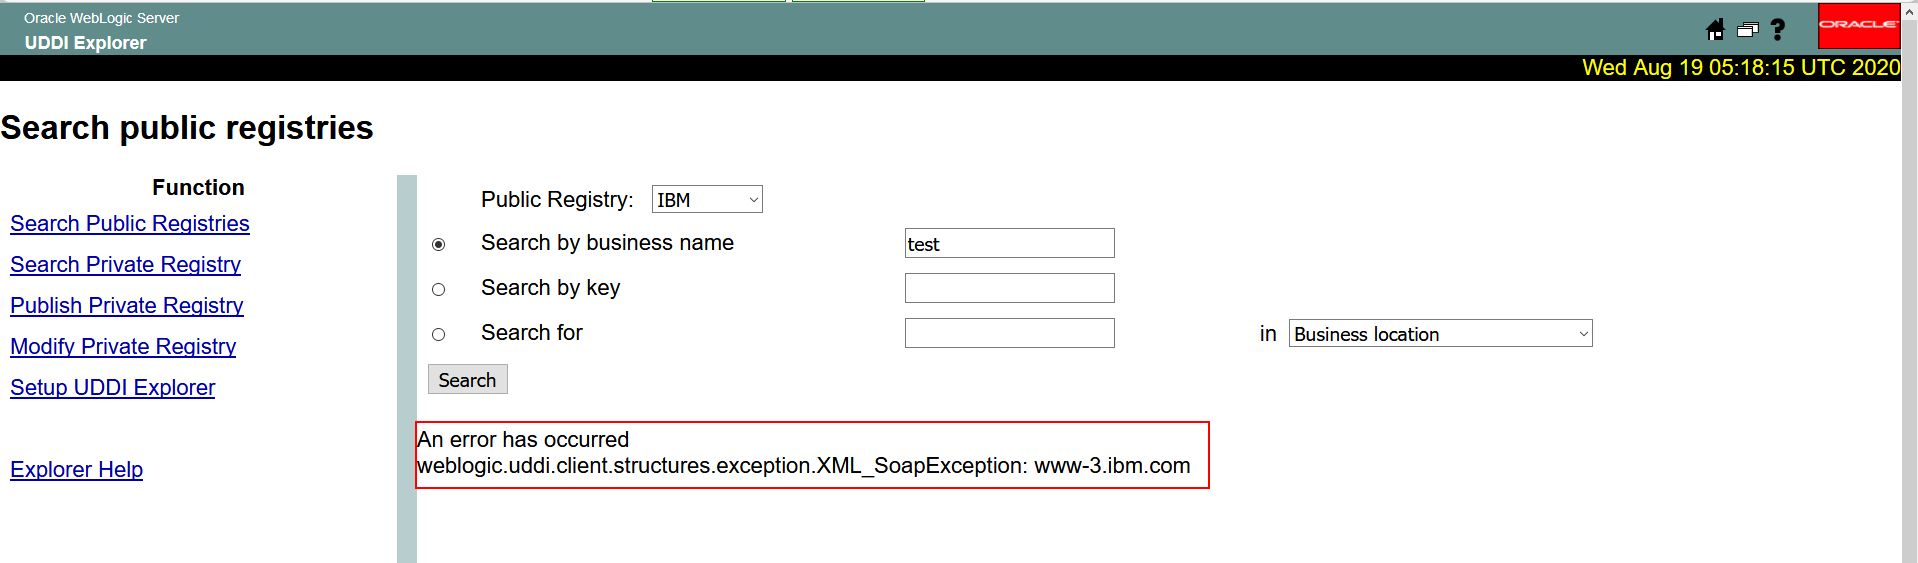 Oracle WebLogic Server
UDDI Explorer
?
ORACLE
Wed Aug 19 05:18:15 UTC 2020
Search public registries
Function
Search Public Registries
Search Private Registry
Publish Private Registry
Modify Private Registry
Setup UDDI Explorer
Explorer Help
Public Registry: IBM
Search by business name test
Search by key
Search for in Business location
Search
An error has occurred
weblogic.uddi.client.structures.exception.XML_SoapException: www-3.ibm.com